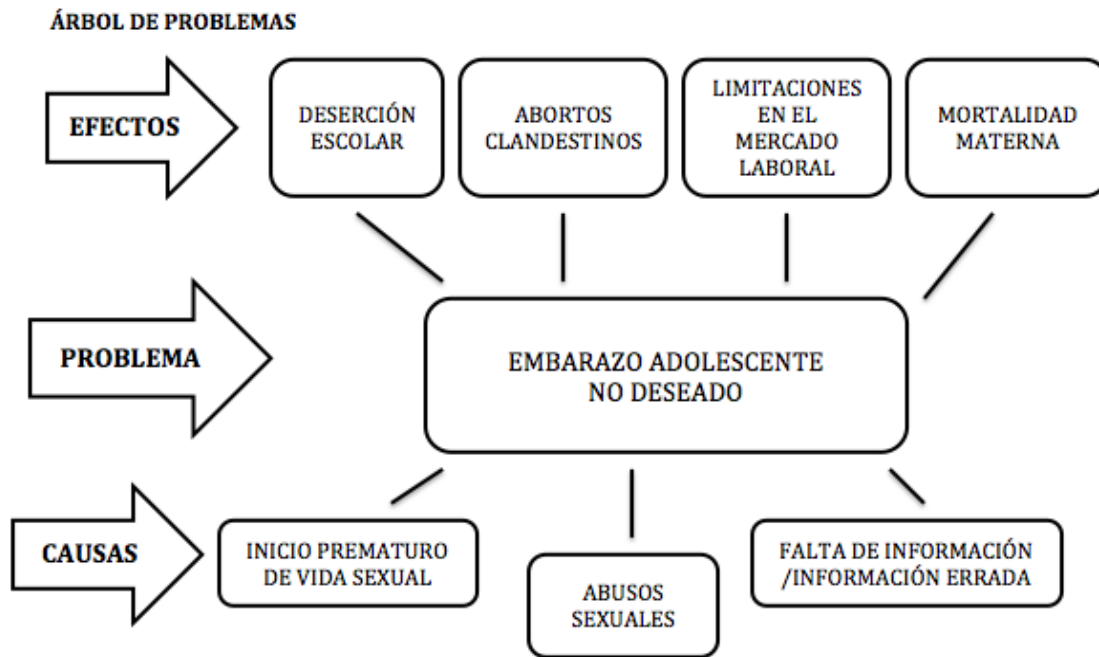 ÁRBOL DE PROBLEMAS
EFECTOS
DESERCIÓN
ESCOLAR
ABORTOS
CLANDESTINOS
LIMITACIONES
EN EL
MERCADO
LABORAL
MORTALIDAD
MATERNA
PROBLEMA
EMBARAZO ADOLESCENTE
NO DESEADO
CAUSAS
INICIO PREMATURO
DE VIDA SEXUAL
ABUSOS
SEXUALES
FALTA DE INFORMACIÓN
/INFORMACIÓN ERRADA